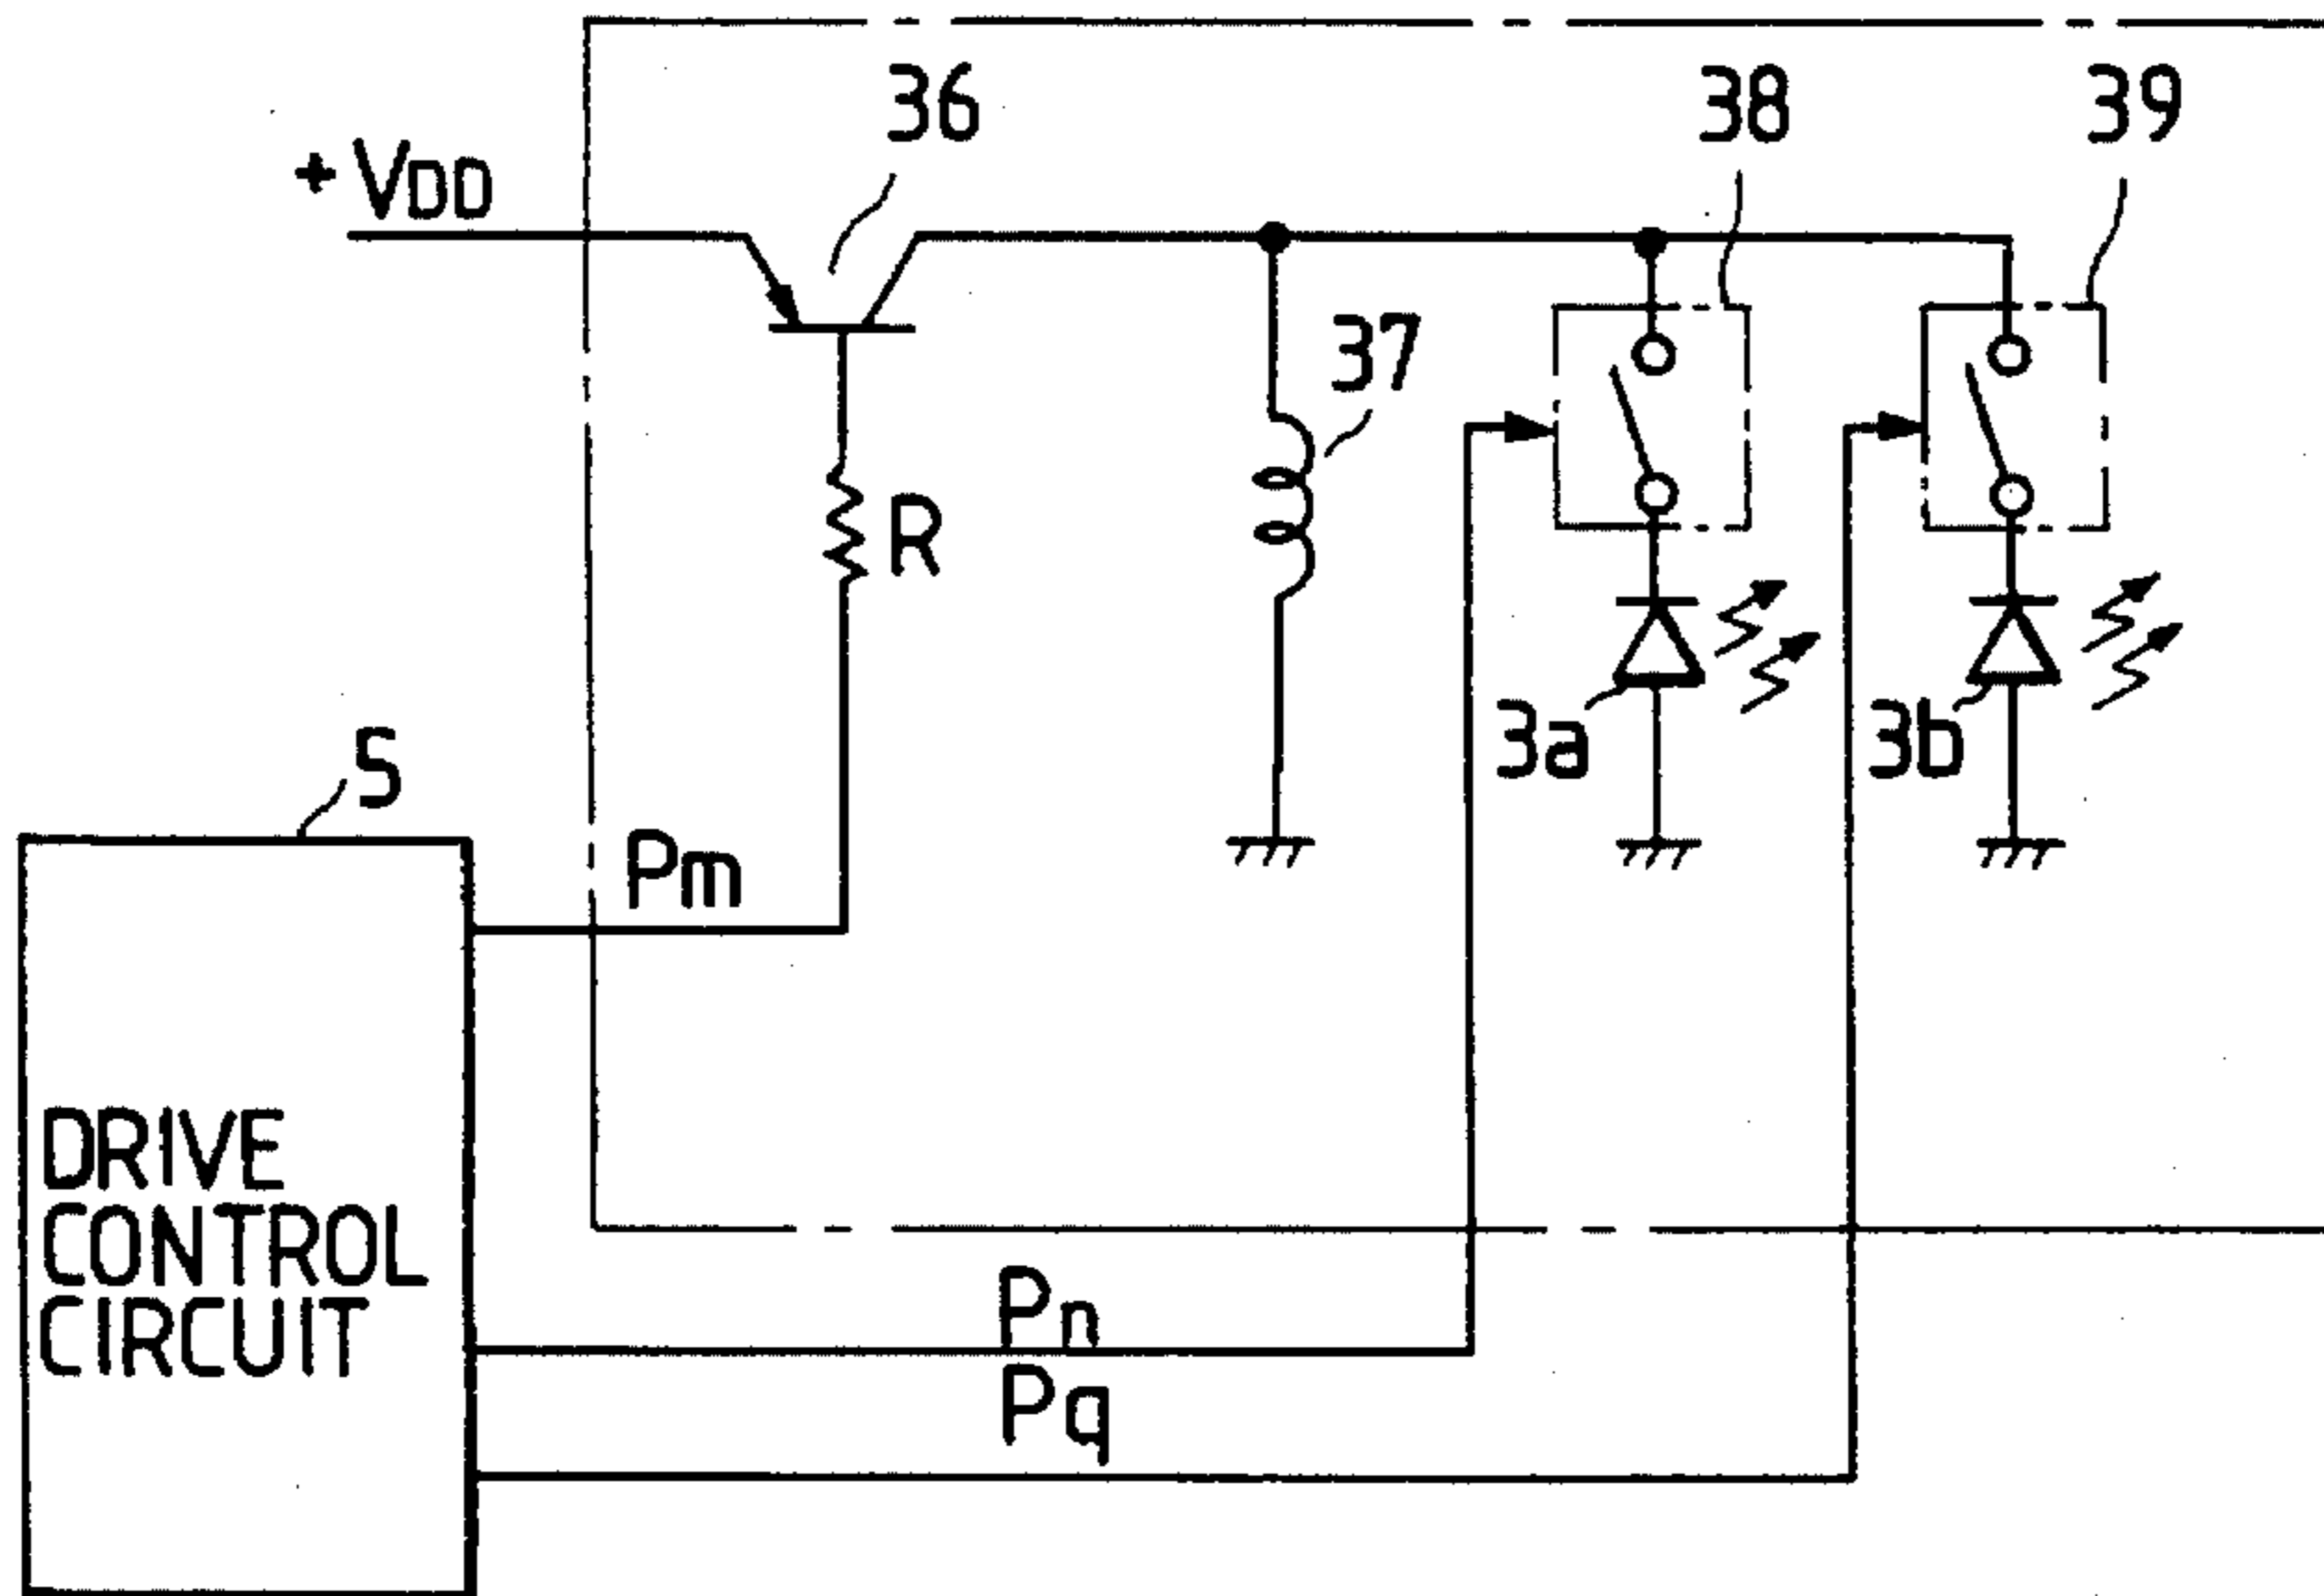 36
38
39
+VDD
37
R
S
3a
3b
Pm
DRIVE
CONTROL
CIRCUIT
Pn
Pq